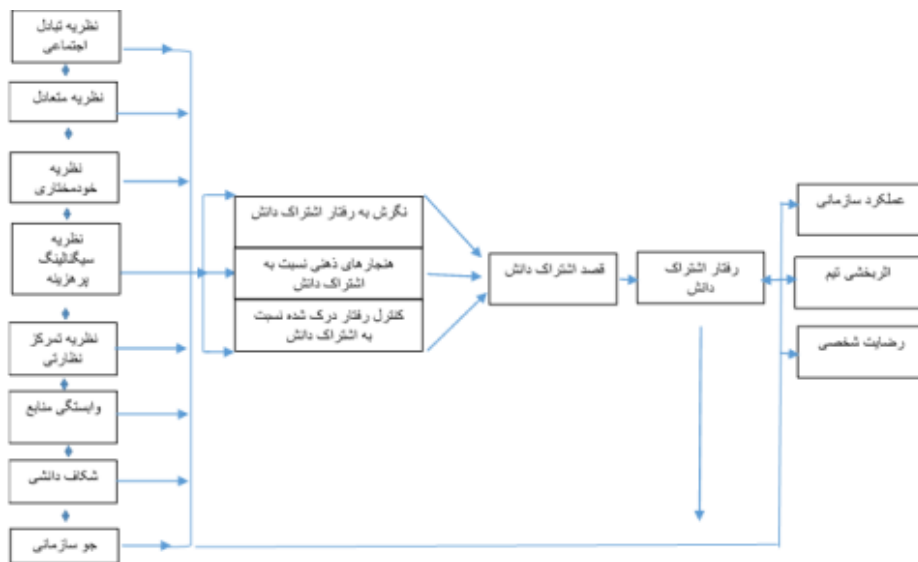 نظریه تبادل
اجتماعی
نظریه متعادل
نظریه
خودمختاری
نظریه
سیگنالینگ
پرهزینه
نظریه تمرکز
نظارتی
وابستگی منابع
شکاف دانشی
جو سازمانی
نگرش به رفتار اشتراک دانش
هنجارهای ذهنی نسبت به
اشتراک دانش
کنترل رفتار درک شده نسبت
به اشتراک دانش
قصد اشتراک دانش
رفتار اشتراک
دانش
عملکرد سازمانی
اثربخشی تیم
رضایت شخصی